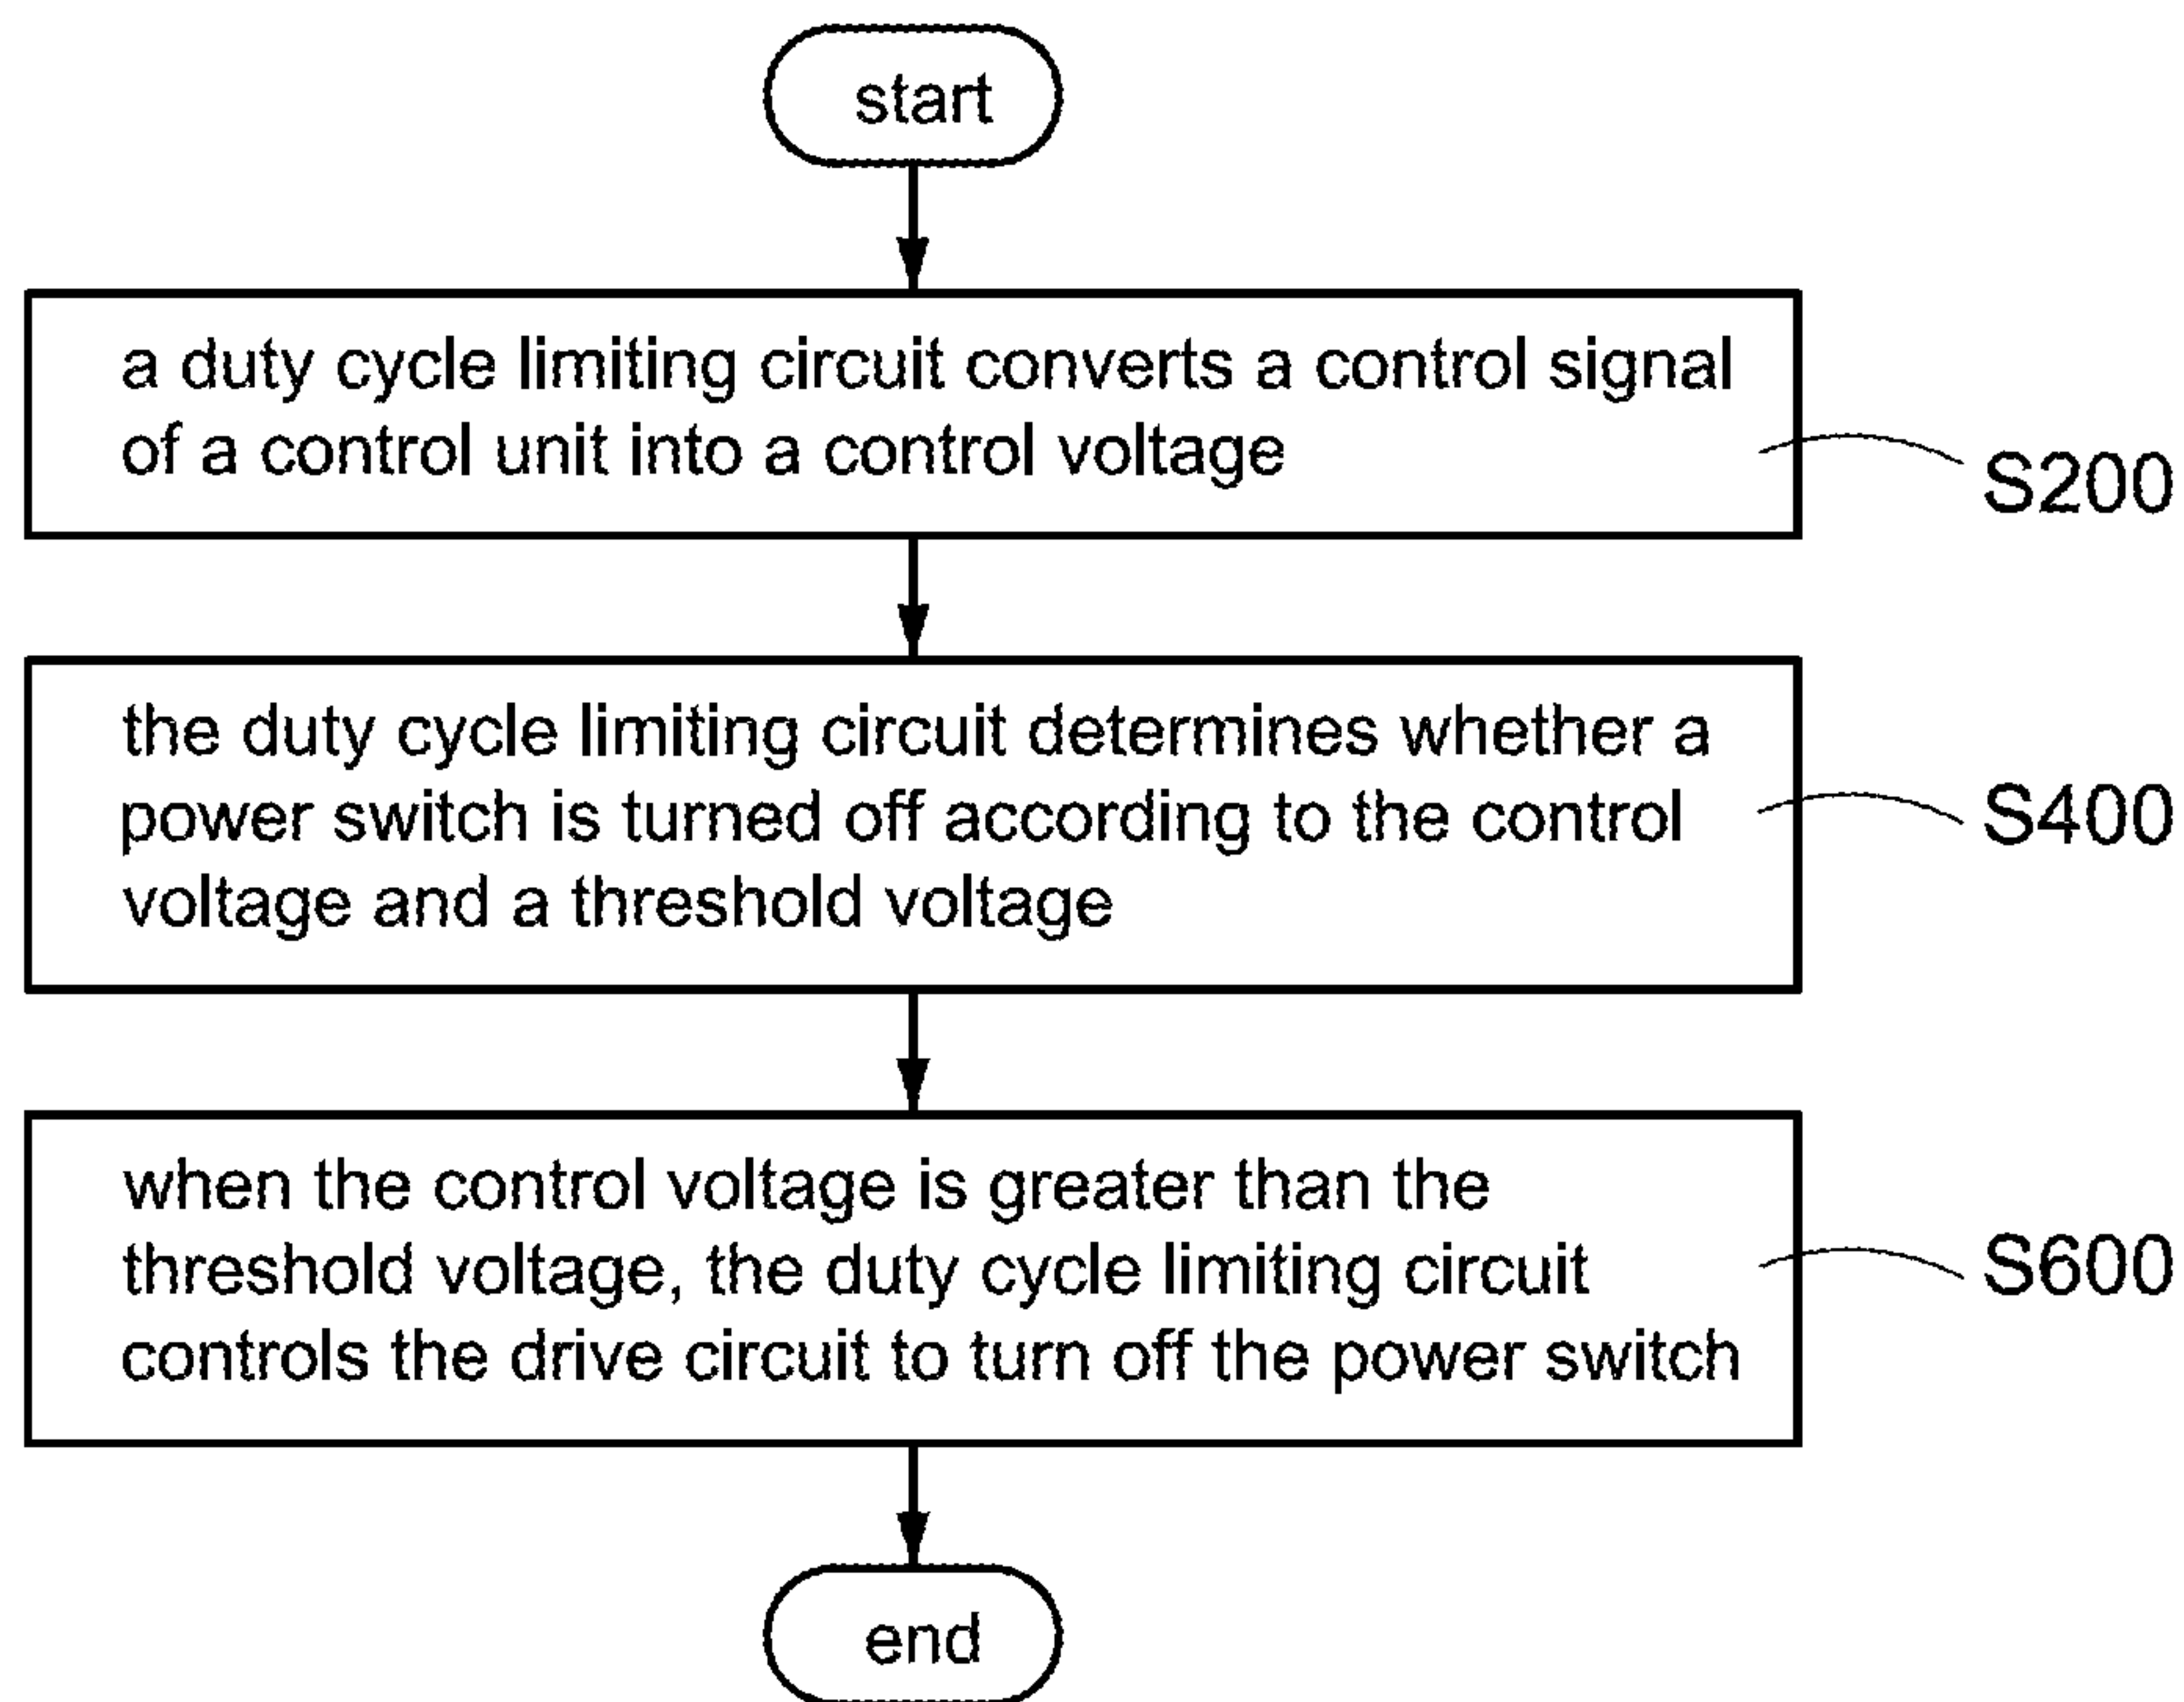 start
a duty cycle limiting circuit converts a control signal
of a control unit into a control voltage
S200
the duty cycle limiting circuit determines whether a
power switch is turned off according to the control
voltage and a threshold voltage
S400
when the control voltage is greater than the
threshold voltage, the duty cycle limiting circuit
controls the drive circuit to turn off the power switch
S600
end